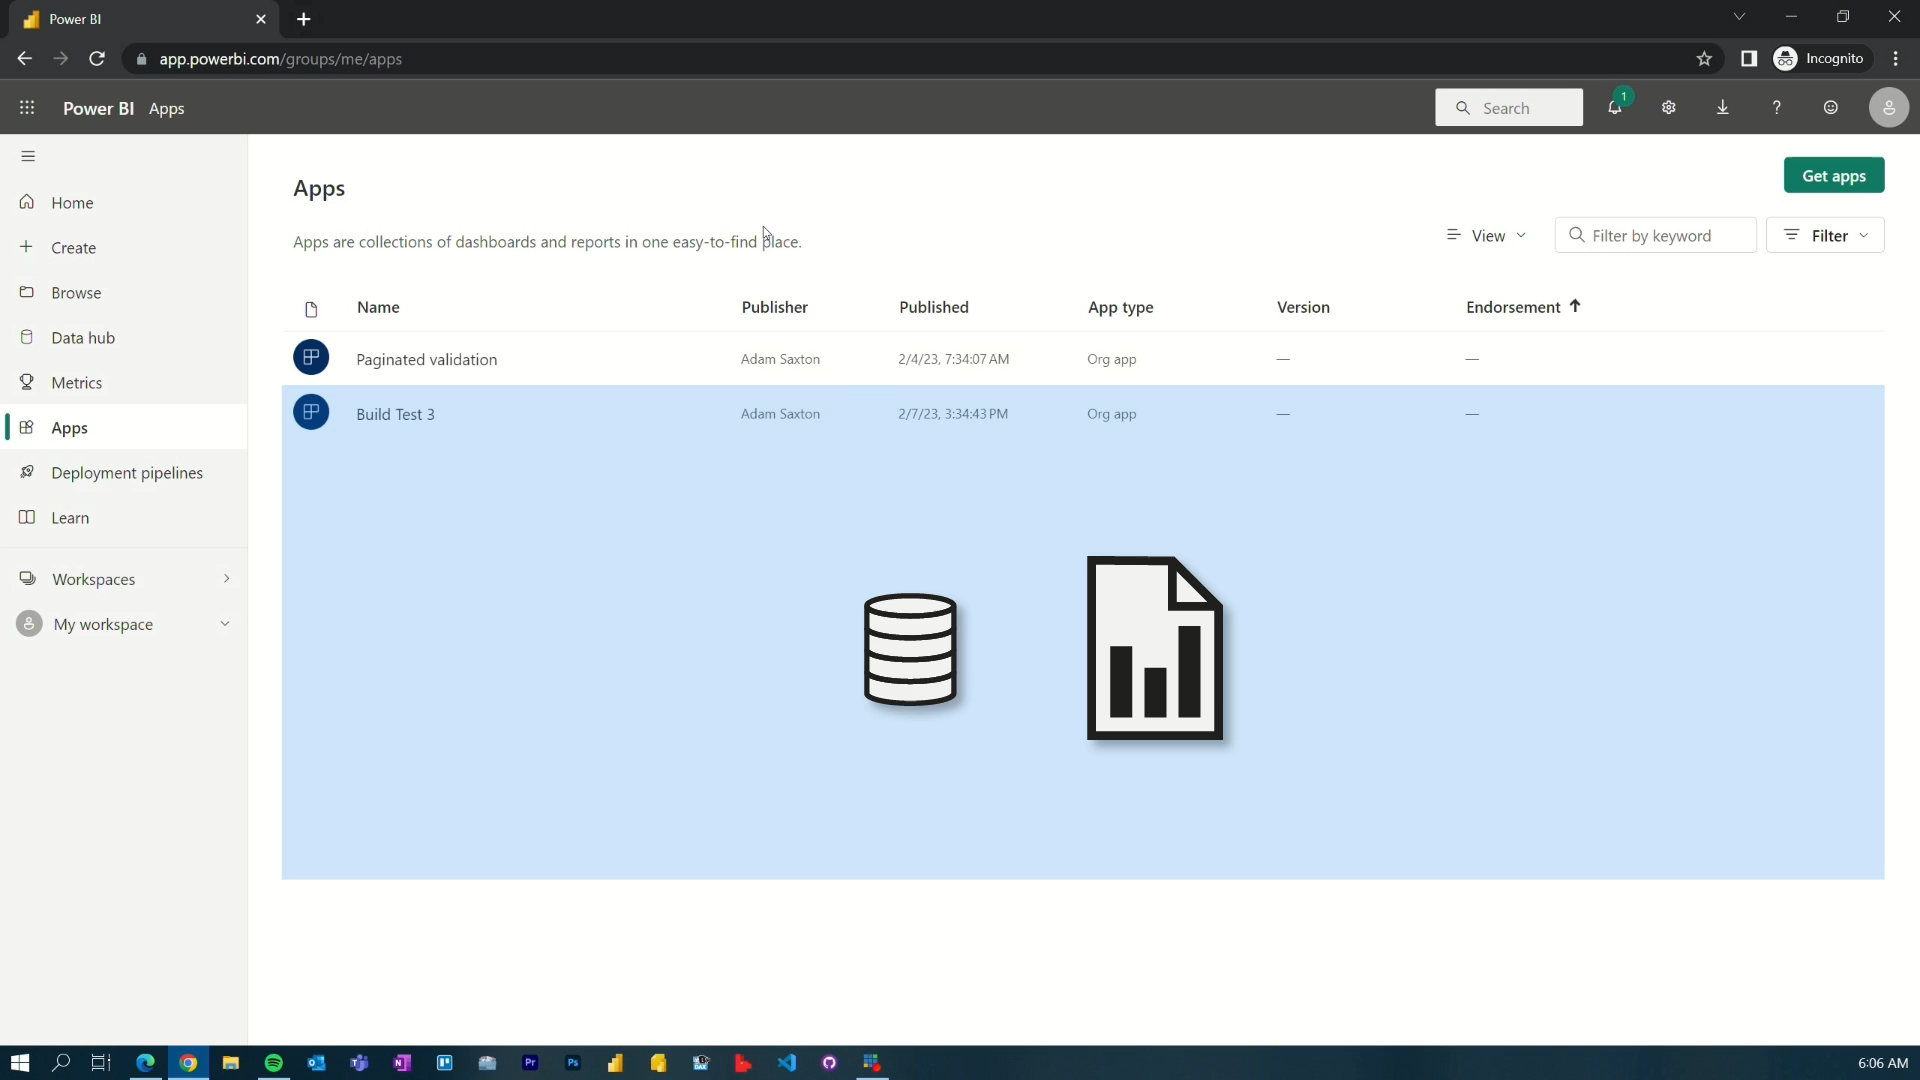 Power BI
app.powerbi.com/groups/me/apps
Incognito
Power BI Apps
Search
1
?
Home
Create
Browse
Data hub
Metrics
Apps
Deployment pipelines
Learn
Workspaces
My workspace
Apps
Get apps
Apps are collections of dashboards and reports in one easy-to-find place.
View
Filter by keyword
Filter
Name Publisher Published App type Version Endorsement
Paginated validation Adam Saxton 2/4/23, 7:34:07 AM Org app — —
Build Test 3 Adam Saxton 2/7/23, 3:34:43 PM Org app — —
Pr
Ps
DAX
6:06 AM